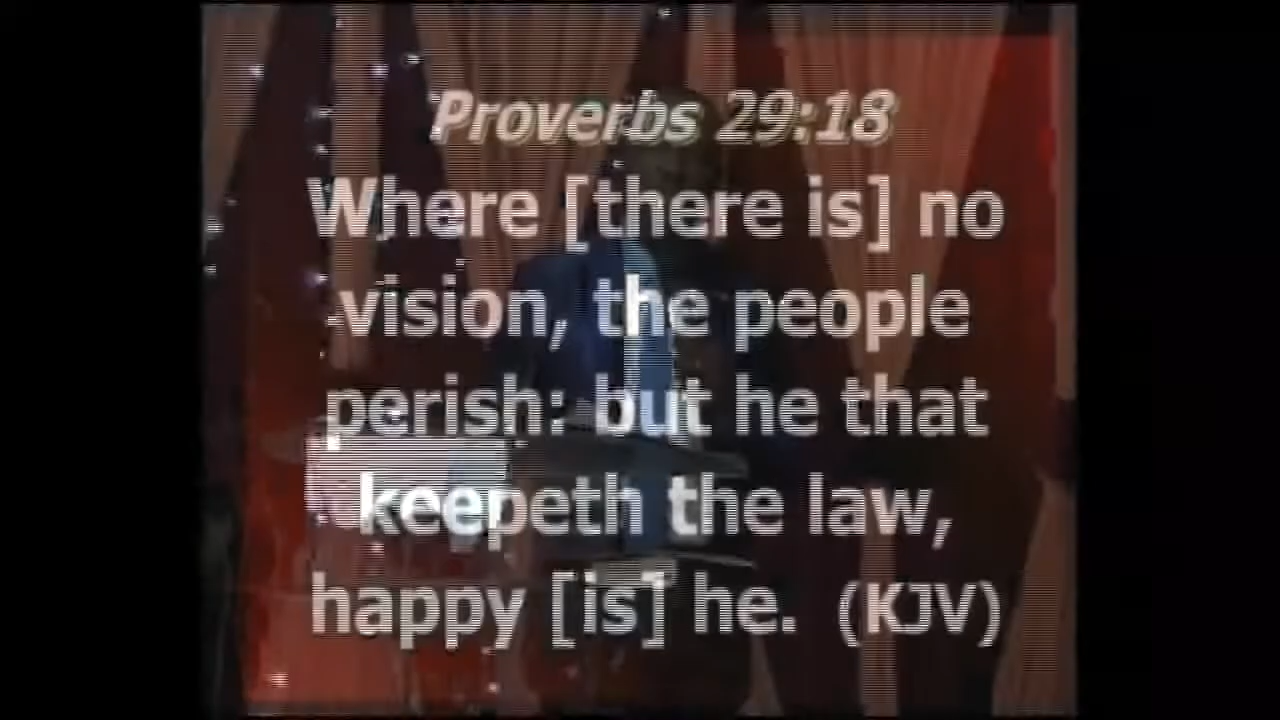 Proverbs 29:18
Where [there is] no
vision, the people
perish: but he that
keepeth the law,
happy [is] he. (KJV)